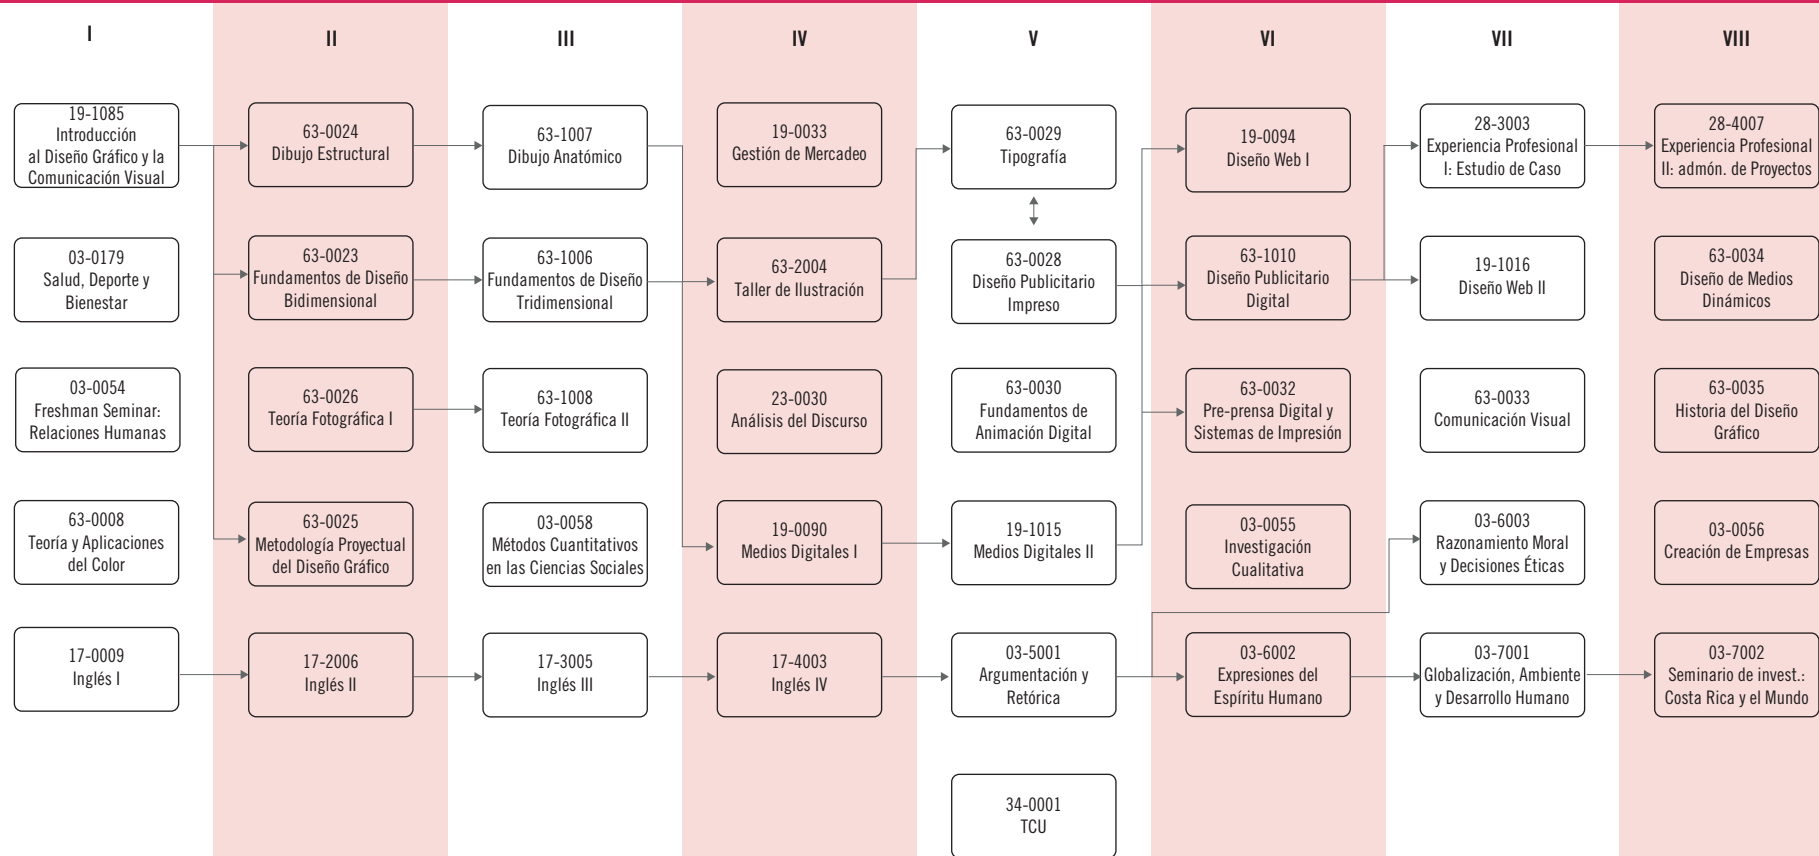 I
II
III
IV
V
VI
VII
VIII
19-1085
Introducción
al Diseño Gráfico y la
Comunicación Visual
03-0179
Salud, Deporte y
Bienestar
03-0054
Freshman Seminar:
Relaciones Humanas
63-0008
Teoría y Aplicaciones
del Color
17-0009
Inglés I
63-0024
Dibujo Estructural
63-0023
Fundamentos de Diseño
Bidimensional
63-0026
Teoría Fotográfica I
63-0025
Metodología Proyectual
del Diseño Gráfico
17-2006
Inglés II
63-1007
Dibujo Anatómico
63-1006
Fundamentos de Diseño
Tridimensional
63-1008
Teoría Fotográfica II
03-0058
Métodos Cuantitativos
en las Ciencias Sociales
17-3005
Inglés III
19-0033
Gestión de Mercadeo
63-2004
Taller de Ilustración
23-0030
Análisis del Discurso
19-0090
Medios Digitales I
17-4003
Inglés IV
63-0029
Tipografía
63-0028
Diseño Publicitario
Impreso
63-0030
Fundamentos de
Animación Digital
19-1015
Medios Digitales II
03-5001
Argumentación y
Retórica
34-0001
TCU
19-0094
Diseño Web I
63-1010
Diseño Publicitario
Digital
63-0032
Pre-prensa Digital y
Sistemas de Impresión
03-0055
Investigación
Cualitativa
03-6002
Expresiones del
Espíritu Humano
28-3003
Experiencia Profesional
I: Estudio de Caso
19-1016
Diseño Web II
63-0033
Comunicación Visual
03-6003
Razonamiento Moral
y Decisiones Éticas
03-7001
Globalización, Ambiente
y Desarrollo Humano
28-4007
Experiencia Profesional
II: admón. de Proyectos
63-0034
Diseño de Medios
Dinámicos
63-0035
Historia del Diseño
Gráfico
03-0056
Creación de Empresas
03-7002
Seminario de invest.:
Costa Rica y el Mundo